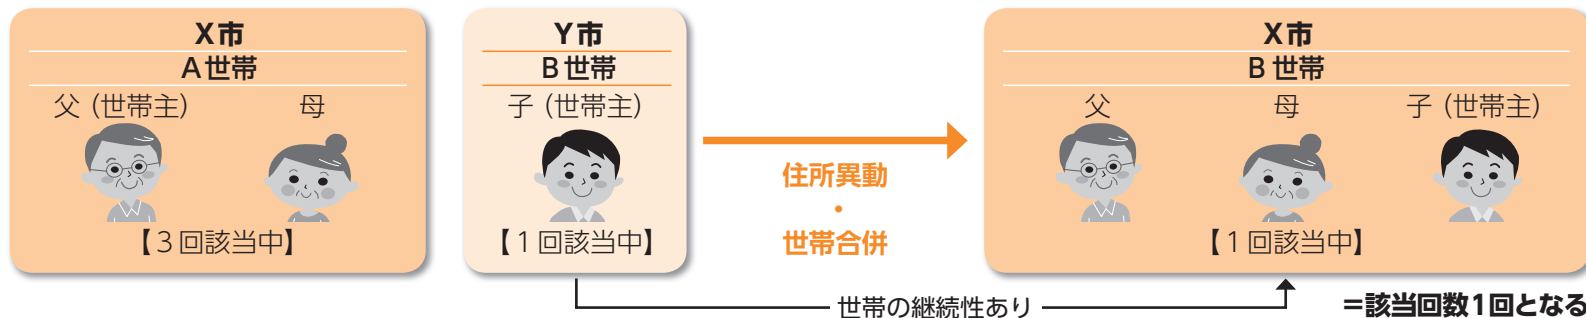 X市
A世帯
父（世帯主） 母
【３回該当中】
Y市
B世帯
子（世帯主）
【１回該当中】
住所異動
・
世帯合併
X市
B世帯
父 母 子（世帯主）
【１回該当中】
世帯の継続性あり
＝該当回数1回となる